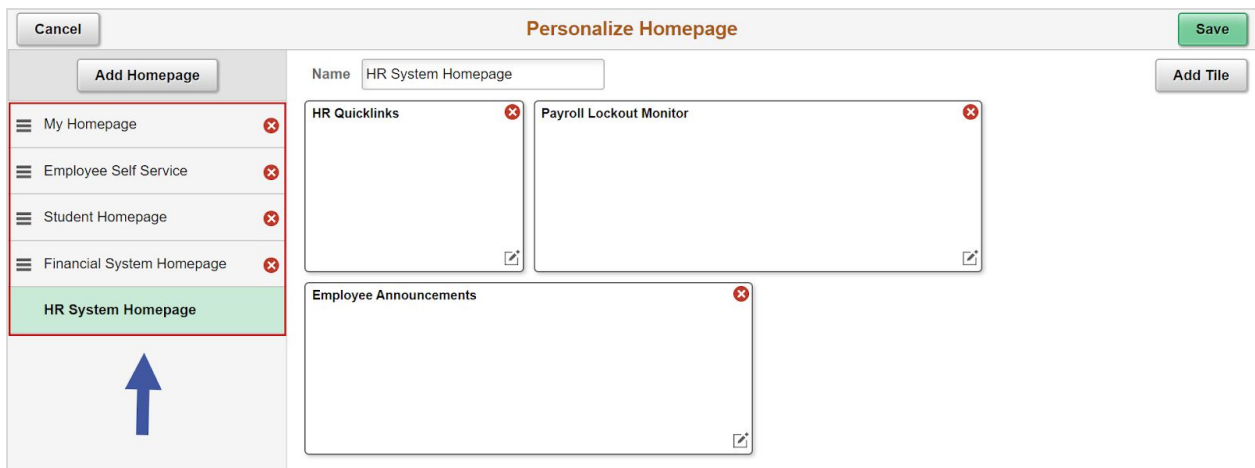 Cancel
Personalize Homepage
Save
Add Homepage
Name HR System Homepage
Add Tile
My Homepage
Employee Self Service
Student Homepage
Financial System Homepage
HR System Homepage
HR Quicklinks
Payroll Lockout Monitor
Employee Announcements